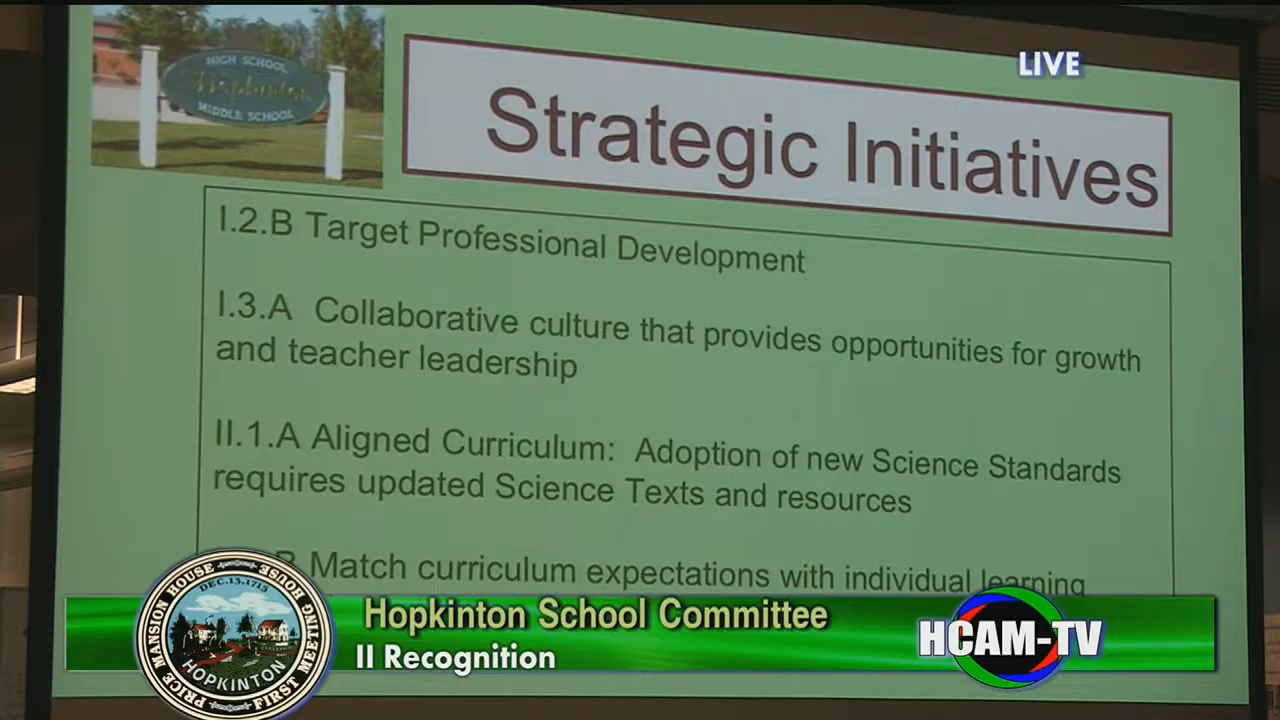 HIGH SCHOOL
Hopkinton
MIDDLE SCHOOL
LIVE
Strategic Initiatives
I.2.B Target Professional Development
I.3.A Collaborative culture that provides opportunities for growth
and teacher leadership
II.1.A Aligned Curriculum: Adoption of new Science Standards
requires updated Science Texts and resources
B Match curriculum expectations with individual learning
Hopkinton School Committee
II Recognition
HCAM-TV
PRICE MANSION HOUSE FIRST MEETING HOUSE
DEC.13.1715
HOPKINTON